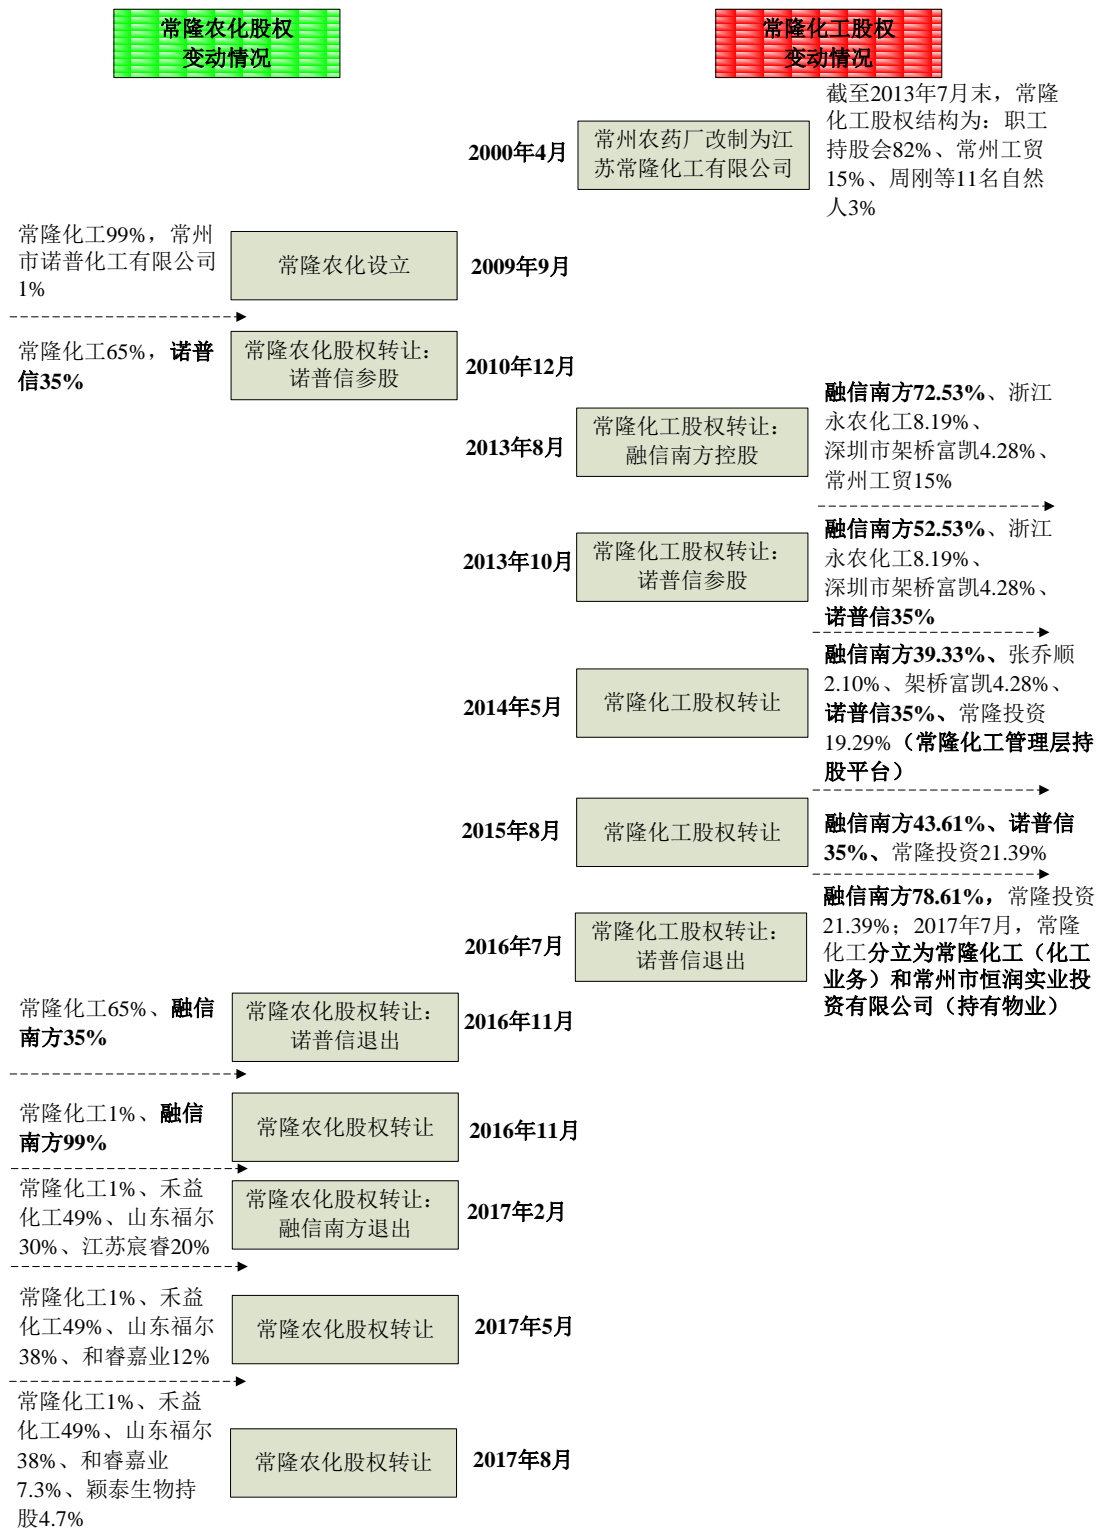 常隆农化股权
变动情况
常隆化工股权
变动情况
2000年4月
常州农药厂改制为江
苏常隆化工有限公司
截至2013年7月末，常隆
化工股权结构为：职工
持股会82%、常州工贸
15%、周刚等11名自然
人3%
常隆化工99%，常州
市诺普化工有限公司
1%
常隆农化设立
2009年9月
常隆化工65%，诺普
信35%
常隆农化股权转让：
诺普信参股
2010年12月
2013年8月
常隆化工股权转让：
融信南方控股
融信南方72.53%、浙江
永农化工8.19%、
深圳市架桥富凯4.28%、
常州工贸15%
2013年10月
常隆化工股权转让：
诺普信参股
融信南方52.53%、浙江
永农化工8.19%、
深圳市架桥富凯4.28%、
诺普信35%
2014年5月
常隆化工股权转让
融信南方39.33%、张乔顺
2.10%、架桥富凯4.28%、
诺普信35%、常隆投资
19.29%（常隆化工管理层持
股平台）
2015年8月
常隆化工股权转让
融信南方43.61%、诺普信
35%、常隆投资21.39%
2016年7月
常隆化工股权转让：
诺普信退出
融信南方78.61%，常隆投资
21.39%；2017年7月，常隆
化工分立为常隆化工（化工
业务）和常州市恒润实业投
资有限公司（持有物业）
常隆化工65%、融信
南方35%
常隆农化股权转让：
诺普信退出
2016年11月
常隆化工1%、融信
南方99%
常隆农化股权转让
2016年11月
常隆化工1%、禾益
化工49%、山东福尔
30%、江苏宸睿20%
常隆农化股权转让：
融信南方退出
2017年2月
常隆化工1%、禾益
化工49%、山东福尔
38%、和睿嘉业12%
常隆农化股权转让
2017年5月
常隆化工1%、禾益
化工49%、山东福尔
38%、和睿嘉业
7.3%、颖泰生物持
股4.7%
常隆农化股权转让
2017年8月